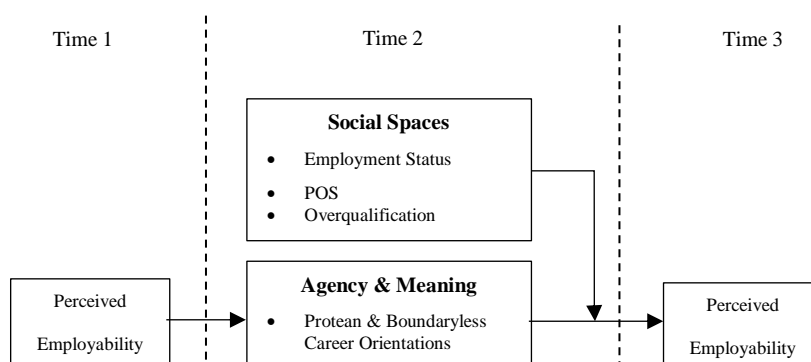 Time 1
Time 2
Time 3
Social Spaces
• Employment Status
• POS
• Overqualification
Agency & Meaning
• Protean & Boundaryless
Career Orientations
Perceived
Employability
Perceived
Employability